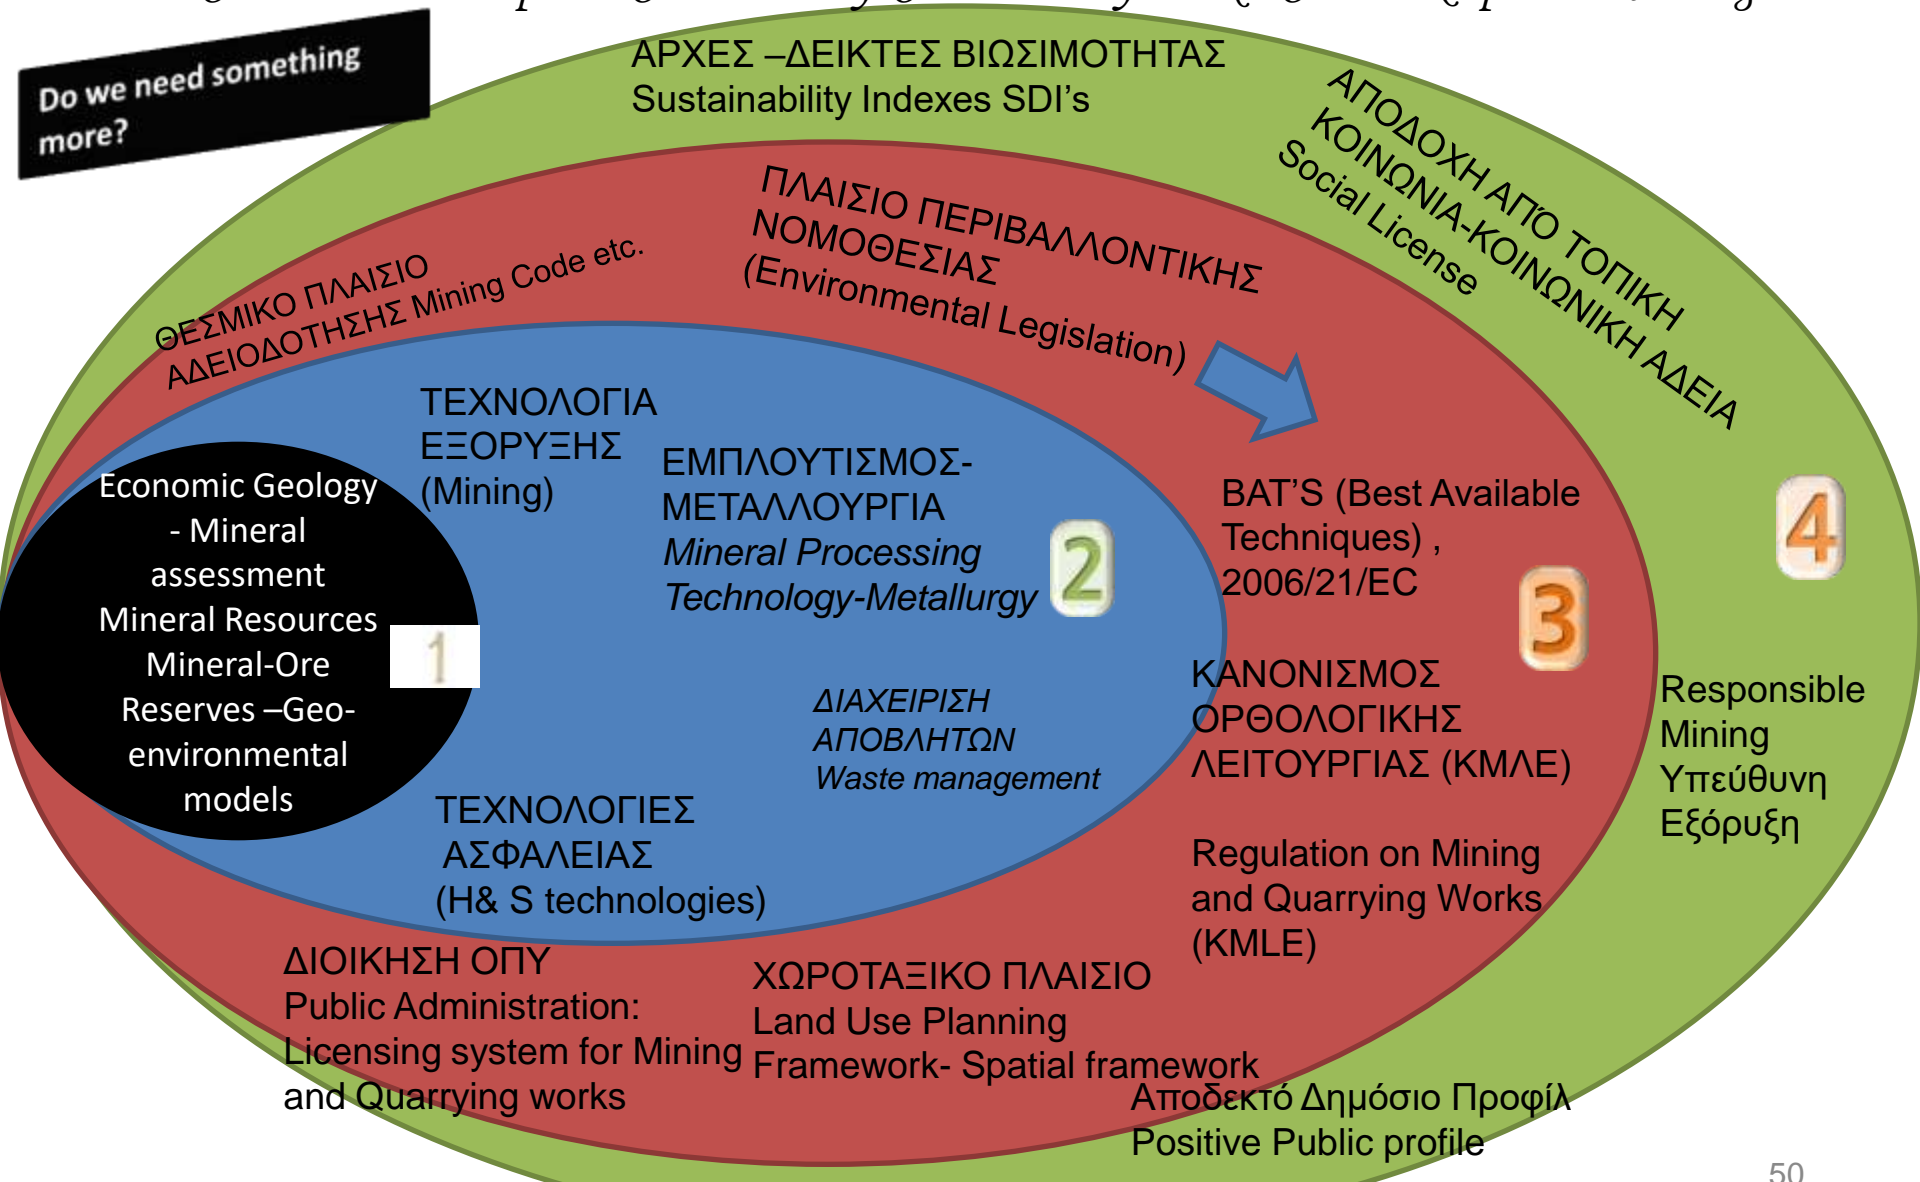 Do we need something
more?
ΑΡΧΕΣ –ΔΕΙΚΤΕΣ ΒΙΩΣΙΜΟΤΗΤΑΣ
Sustainability Indexes SDI's
ΑΠΟΔΟΧΗ ΑΠΌ ΤΟΠΙΚΗ
ΚΟΙΝΩΝΙΑ-ΚΟΙΝΩΝΙΚΗ ΑΔΕΙΑ
Social License
ΠΛΑΙΣΙΟ ΠΕΡΙΒΑΛΛΟΝΤΙΚΗΣ
ΝΟΜΟΘΕΣΙΑΣ
(Environmental Legislation)
ΘΕΣΜΙΚΟ ΠΛΑΙΣΙΟ
ΑΔΕΙΟΔΟΤΗΣΗΣ Mining Code etc.
ΤΕΧΝΟΛΟΓΙΑ
ΕΞΟΡΥΞΗΣ
(Mining)
ΕΜΠΛΟΥΤΙΣΜΟΣ-
ΜΕΤΑΛΛΟΥΡΓΙΑ
Mineral Processing
Technology-Metallurgy
2
Economic Geology
- Mineral
assessment
Mineral Resources
Mineral-Ore
Reserves –Geo-
environmental
models
1
BAT'S (Best Available
Techniques) ,
2006/21/EC
3
4
ΔΙΑΧΕΙΡΙΣΗ
ΑΠΟΒΛΗΤΩΝ
Waste management
ΚΑΝΟΝΙΣΜΟΣ
ΟΡΘΟΛΟΓΙΚΗΣ
ΛΕΙΤΟΥΡΓΙΑΣ (ΚΜΛΕ)
Regulation on Mining
and Quarrying Works
(KMLE)
Responsible
Mining
Υπεύθυνη
Εξόρυξη
ΤΕΧΝΟΛΟΓΙΕΣ
ΑΣΦΑΛΕΙΑΣ
(H& S technologies)
ΔΙΟΙΚΗΣΗ ΟΠΥ
Public Administration:
Licensing system for Mining
and Quarrying works
ΧΩΡΟΤΑΞΙΚΟ ΠΛΑΙΣΙΟ
Land Use Planning
Framework- Spatial framework
Αποδεκτό Δημόσιο Προφίλ
Positive Public profile
50